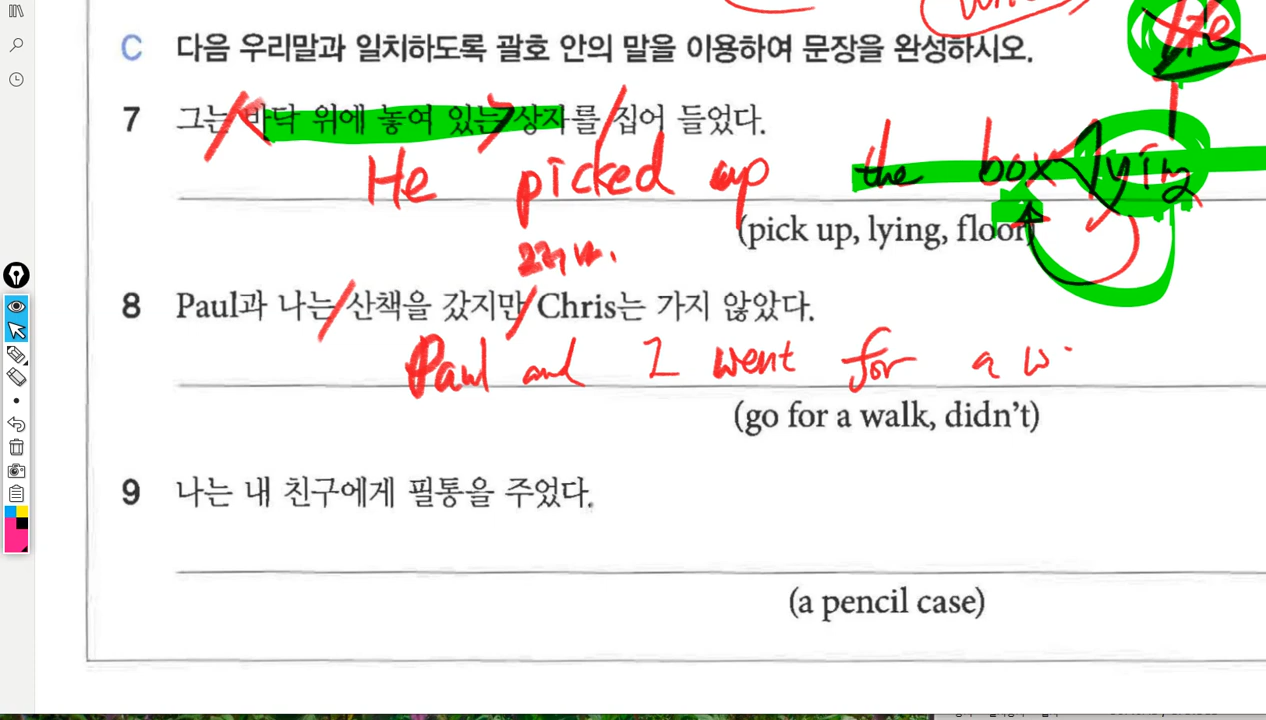 C 다음 우리말과 일치하도록 괄호 안의 말을 이용하여 문장을 완성하시오.
7 그는 바닥 위에 놓여 있는 상자를 집어 들었다.
He picked up the box lying
(pick up, lying, floor)
8 Paul과 나는 산책을 갔지만 Chris는 가지 않았다.
Paul and I went for a w
(go for a walk, didn't)
9 나는 내 친구에게 필통을 주었다.
(a pencil case)